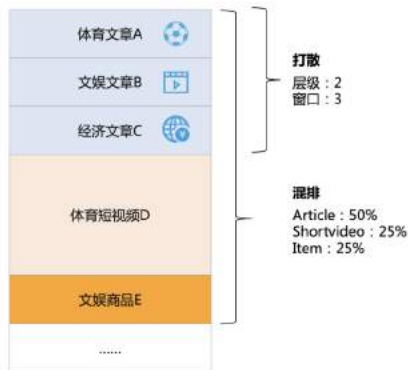 体育文章A
文娱文章B
经济文章C
体育短视频D
文娱商品E
......
打散
层级：2
窗口：3
混排
Article：50%
Shortvideo：25%
Item：25%